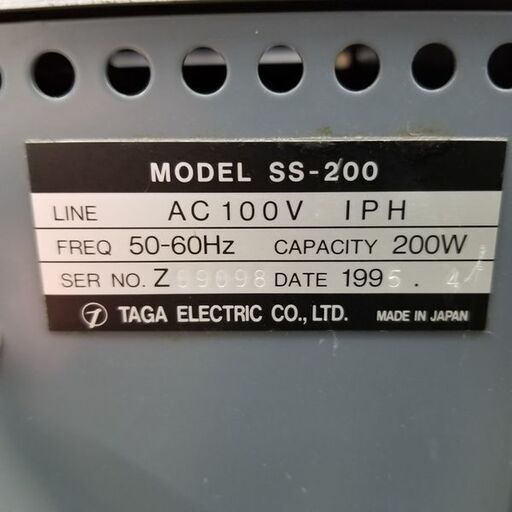 MODEL SS-200
LINE AC100V IPH
FREQ 50-60Hz CAPACITY 200W
SER NO. DATE
TAGA ELECTRIC CO., LTD. MADE IN JAPAN